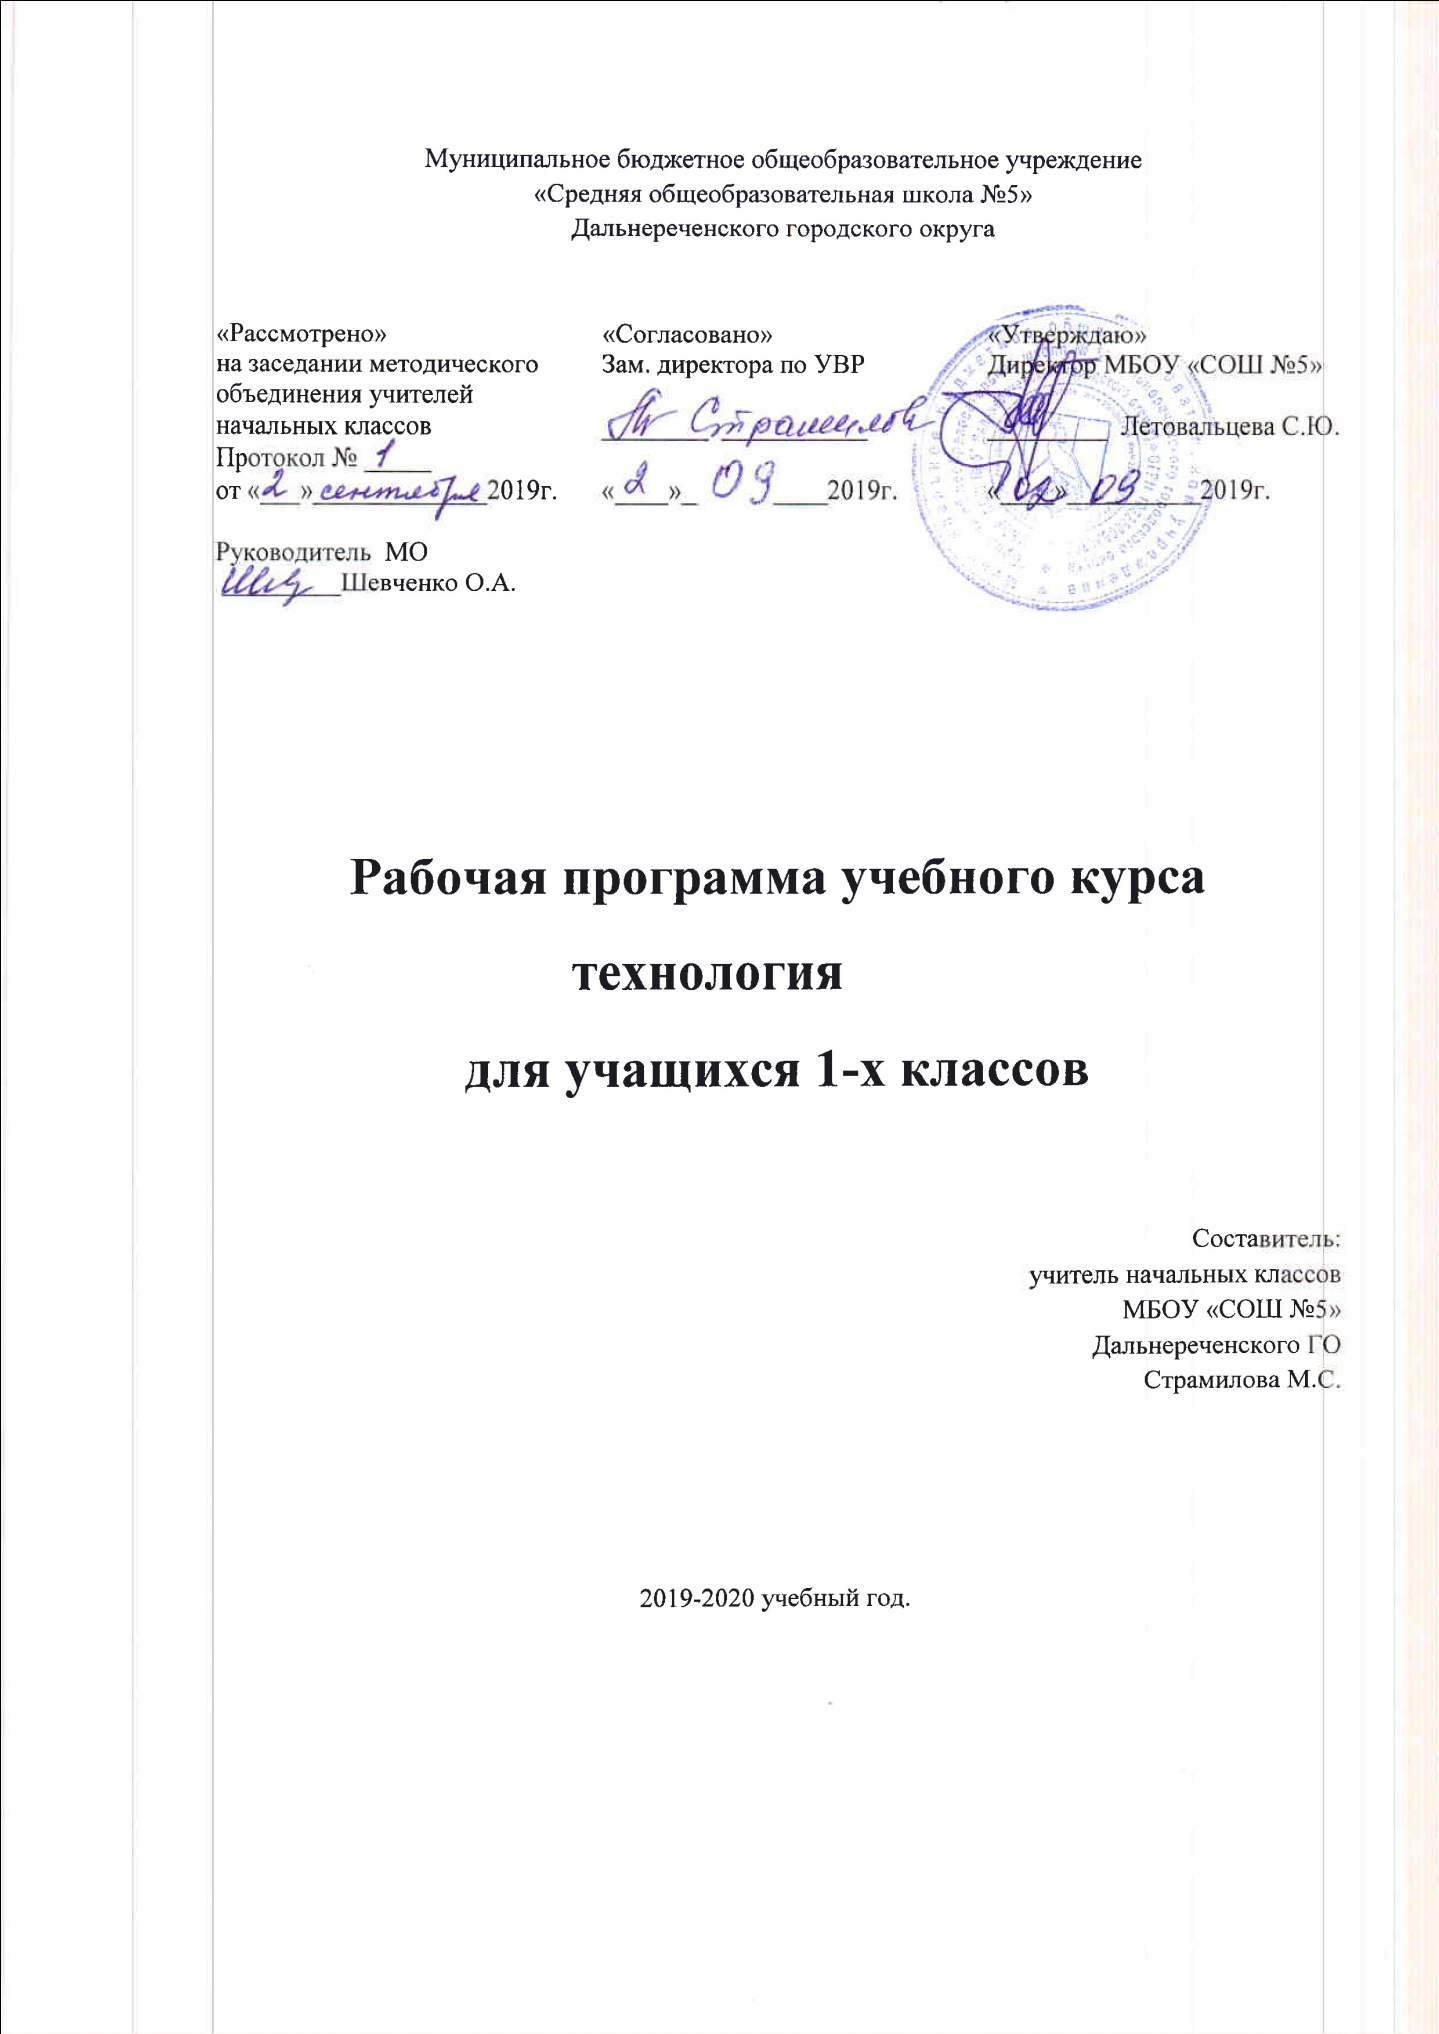 Муниципальное бюджетное общеобразовательное учреждение
«Средняя общеобразовательная школа №5»
Дальнереченского городского округа
«Рассмотрено»
на заседании методического
объединения учителей
начальных классов
Протокол № 1
от «2» сентября 2019г.
Руководитель МО
Шевченко О.А.
«Согласовано»
Зам. директора по УВР
Страмилова
«2» 09 2019г.
«Утверждаю»
Директор МБОУ «СОШ №5»
Летовальцева С.Ю.
«02» 09 2019г.
Рабочая программа учебного курса
технология
для учащихся 1-х классов
Составитель:
учитель начальных классов
МБОУ «СОШ №5»
Дальнереченского ГО
Страмилова М.С.
2019-2020 учебный год.